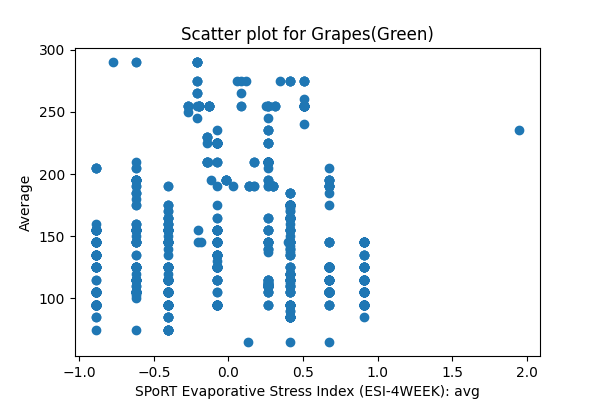 Scatter plot for Grapes(Green)
300
250
200
150
100
Average
−1.0 −0.5 0.0 0.5 1.0 1.5 2.0
SPoRT Evaporative Stress Index (ESI-4WEEK): avg